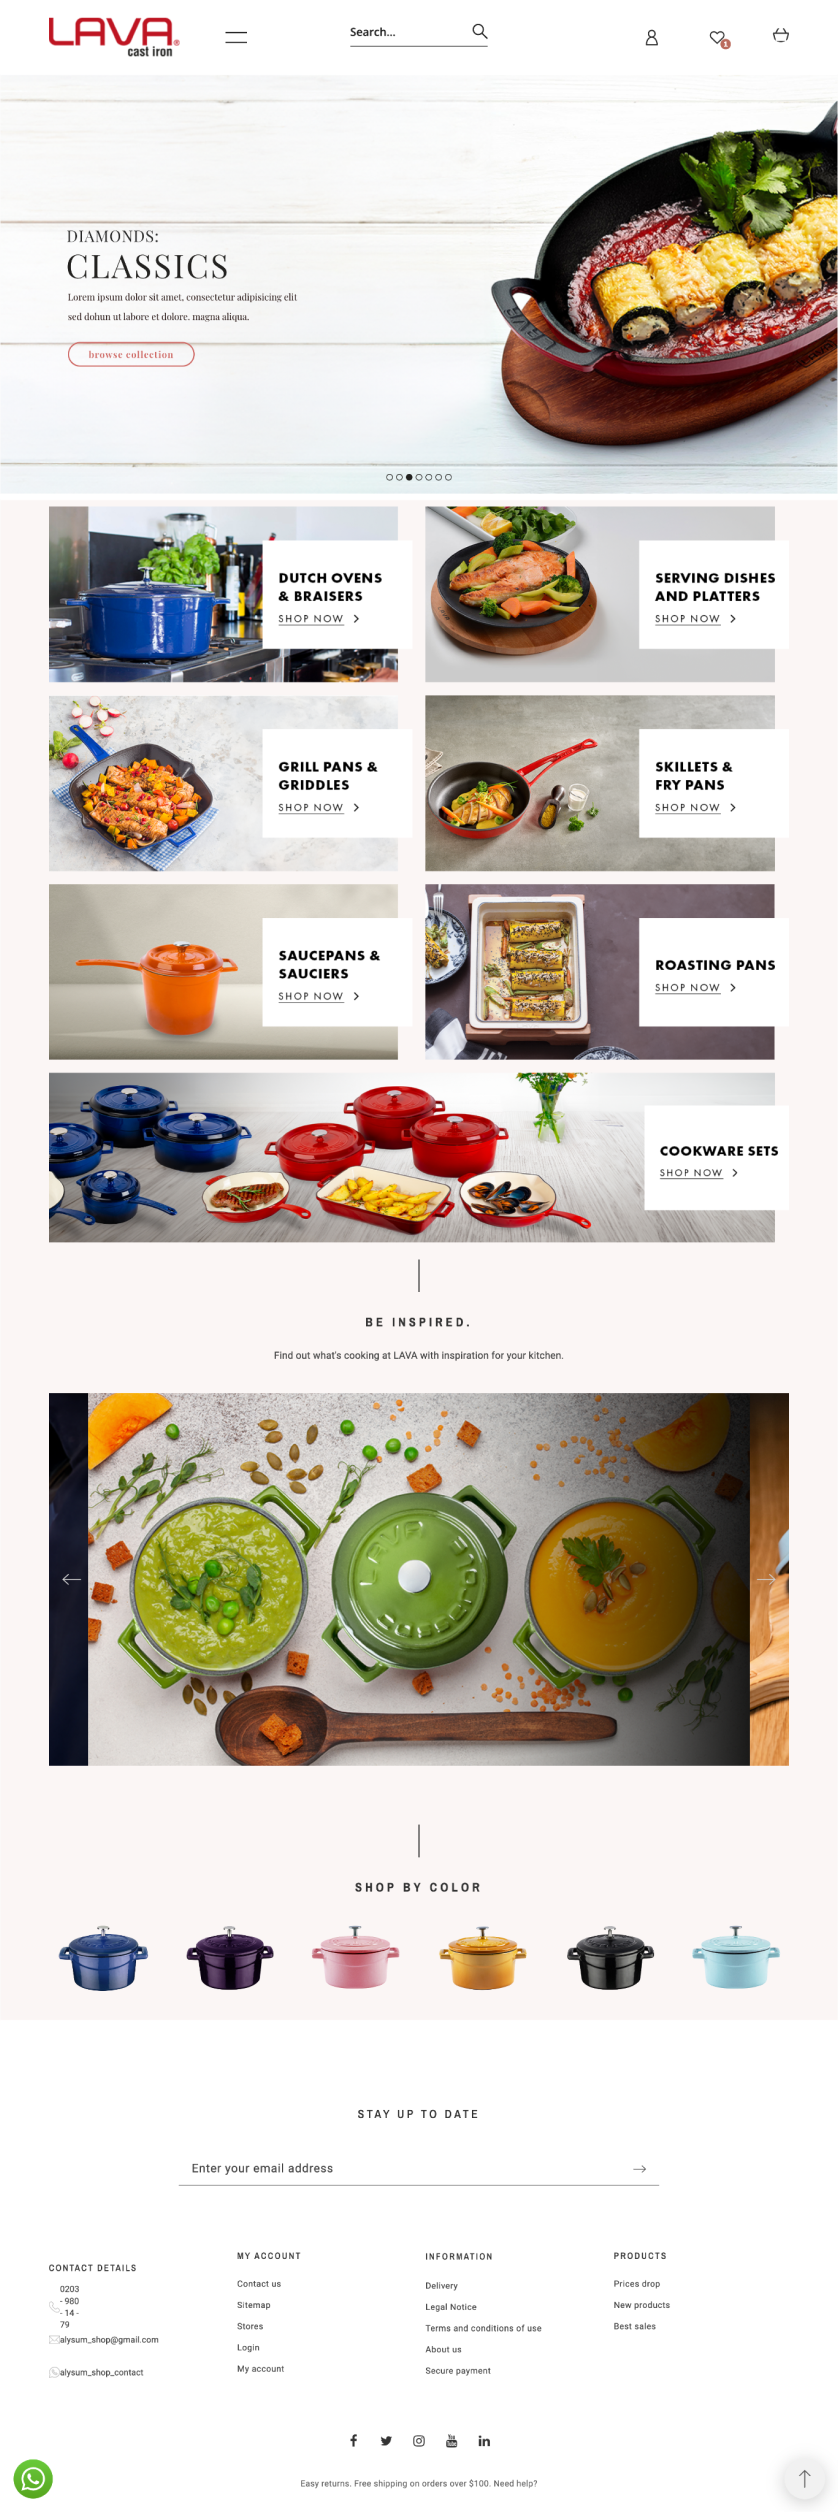 LAVA®
cast iron
Search...
1
DIAMONDS:
CLASSICS
Lorem ipsum dolor sit amet, consectetur adipisicing elit
sed dohun ut labore et dolore. magna aliqua.
browse collection
LAVA
DUTCH OVENS
& BRAISERS
SHOP NOW
SERVING DISHES
AND PLATTERS
SHOP NOW
GRILL PANS &
GRIDDLES
SHOP NOW
SKILLETS &
FRY PANS
SHOP NOW
SAUCEPANS &
SAUCIERS
SHOP NOW
ROASTING PANS
SHOP NOW
COOKWARE SETS
SHOP NOW
BE INSPIRED.
Find out what's cooking at LAVA with inspiration for your kitchen.
LAVA
SHOP BY COLOR
STAY UP TO DATE
Enter your email address
CONTACT DETAILS
0203
- 980
- 14 -
79
alysum_shop@gmail.com
alysum_shop_contact
MY ACCOUNT
Contact us
Sitemap
Stores
Login
My account
INFORMATION
Delivery
Legal Notice
Terms and conditions of use
About us
Secure payment
PRODUCTS
Prices drop
New products
Best sales
You
Tube
in
Easy returns. Free shipping on orders over $100. Need help?